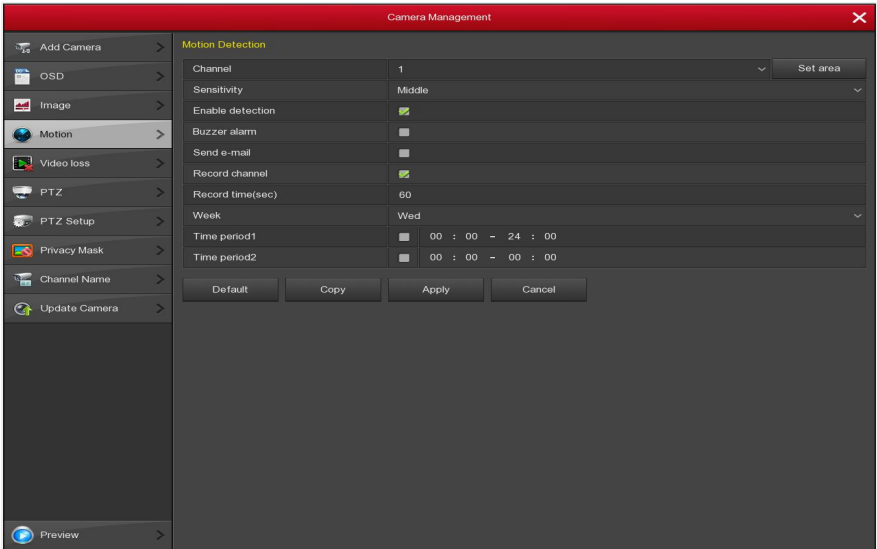 Camera Management
Add Camera
OSD
Image
Motion
Video loss
PTZ
PTZ Setup
Privacy Mask
Channel Name
Update Camera
Preview
Motion Detection
Channel 1 Set area
Sensitivity Middle
Enable detection
Buzzer alarm
Send e-mail
Record channel
Record time(sec) 60
Week Wed
Time period1 00 : 00 - 24 : 00
Time period2 00 : 00 - 00 : 00
Default Copy Apply Cancel